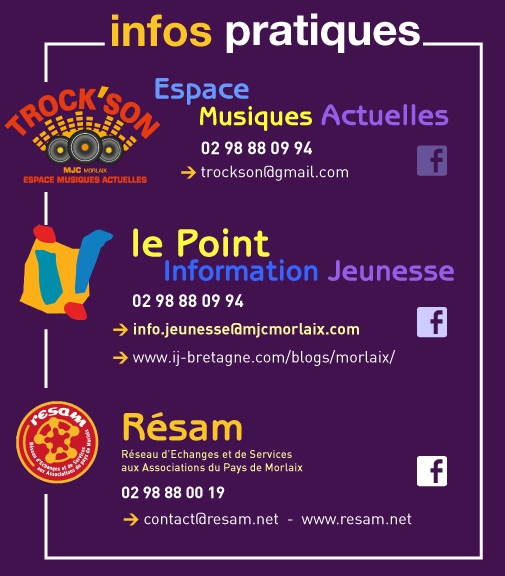 infos pratiques
TROCK'SON
MJC MORLAIX
ESPACE MUSIQUES ACTUELLES
Espace
Musiques Actuelles
02 98 88 09 94
trockson@gmail.com
f
le Point
Information Jeunesse
02 98 88 09 94
info.jeunesse@mjcmorlaix.com
f
www.ij-bretagne.com/blogs/morlaix/
resam
Réseau d'Echanges et de Services
aux Associations du pays de Morlaix
Résam
Réseau d'Echanges et de Services
aux Associations du Pays de Morlaix
f
02 98 88 00 19
contact@resam.net - www.resam.net